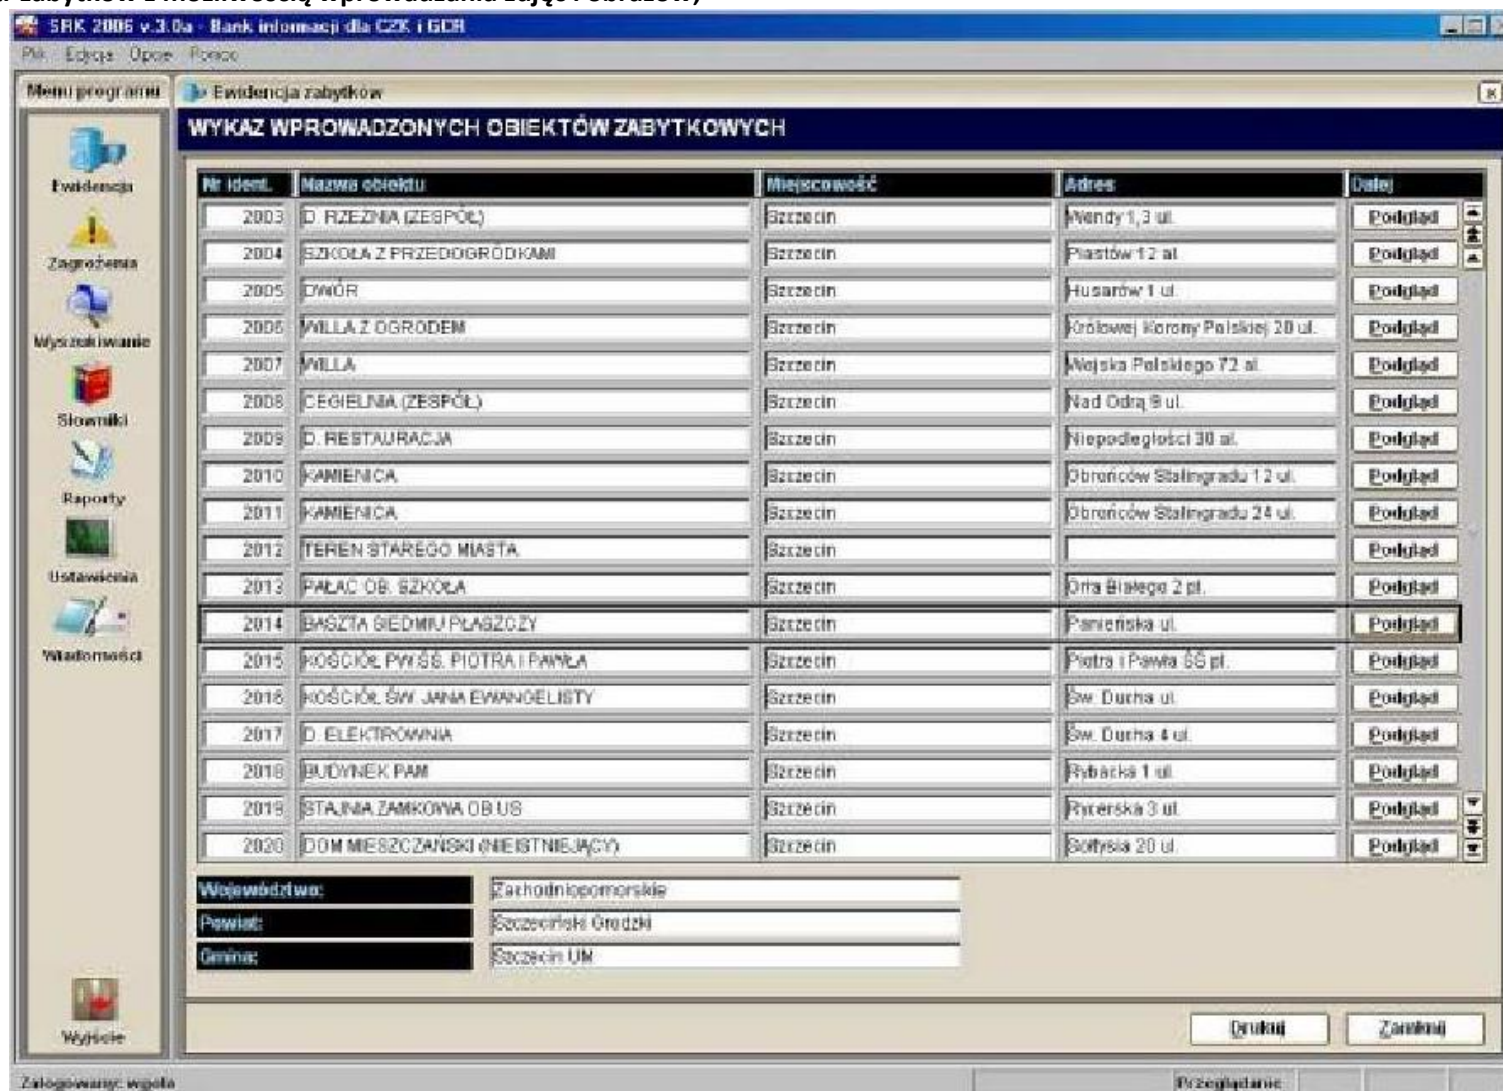 zabytków z możliwością wprowadzania zdjęć i obrazów)
SRK 2006 v.3.0a - Bank informacji dla CZK i GCR
Plik Edycja Opcje Pomoc
Menu programu
Ewidencja zabytków
WYKAZ WPROWADZONYCH OBIEKTÓW ZABYTKOWYCH
Nr ident. Nazwa obiektu Miejscowość Adres Dalej
2003 D. RZEŹNIA (ZESPÓŁ) Szczecin Wendy 1,3 ul. Podgląd
2004 SZKOŁA Z PRZEDOGRÓDKAMI Szczecin Piastów 12 al. Podgląd
2005 DWÓR Szczecin Husarów 1 ul. Podgląd
2006 WILLA Z OGRODEM Szczecin Królowej Korony Polskiej 28 ul. Podgląd
2007 WILLA Szczecin Wojska Polskiego 72 al. Podgląd
2008 CEGIELNIA (ZESPÓŁ) Szczecin Nad Odrą 9 ul. Podgląd
2009 D. RESTAURACJA Szczecin Niepodległości 30 al. Podgląd
2010 KAMIENICA Szczecin Obrońców Stalingradu 12 ul. Podgląd
2011 KAMIENICA Szczecin Obrońców Stalingradu 24 ul. Podgląd
2012 TEREN STAREGO MIASTA Szczecin Podgląd
2013 PAŁAC OB. SZKOŁA Szczecin Orła Białego 2 pl. Podgląd
2014 BASZTA SIEDMIU PŁASZCZY Szczecin Panieńska ul. Podgląd
2015 KOŚCIÓŁ PW.ŚŚ. PIOTRA I PAWŁA Szczecin Piotra i Pawła ŚŚ pl. Podgląd
2016 KOŚCIÓŁ ŚW. JANA EWANGELISTY Szczecin Św. Ducha ul. Podgląd
2017 D. ELEKTROWNIA Szczecin Św. Ducha 4 ul. Podgląd
2018 BUDYNEK PAM Szczecin Rybacka 1 ul. Podgląd
2019 STAJNIA ZAMKOWA OB.US Szczecin Rycerska 3 ul. Podgląd
2020 DOM MIESZCZAŃSKI (NIEISTNIEJĄCY) Szczecin Sołtysia 20 ul. Podgląd
Ewidencja
Zagrożenia
Wyszukiwanie
Słowniki
Raporty
Ustawienia
Wiadomości
Wyjście
Województwo: Zachodniopomorskie
Powiat: Szczeciński Grodzki
Gmina: Szczecin UM
Drukuj Zamknij
Zalogowany: wgola Przeglądanie